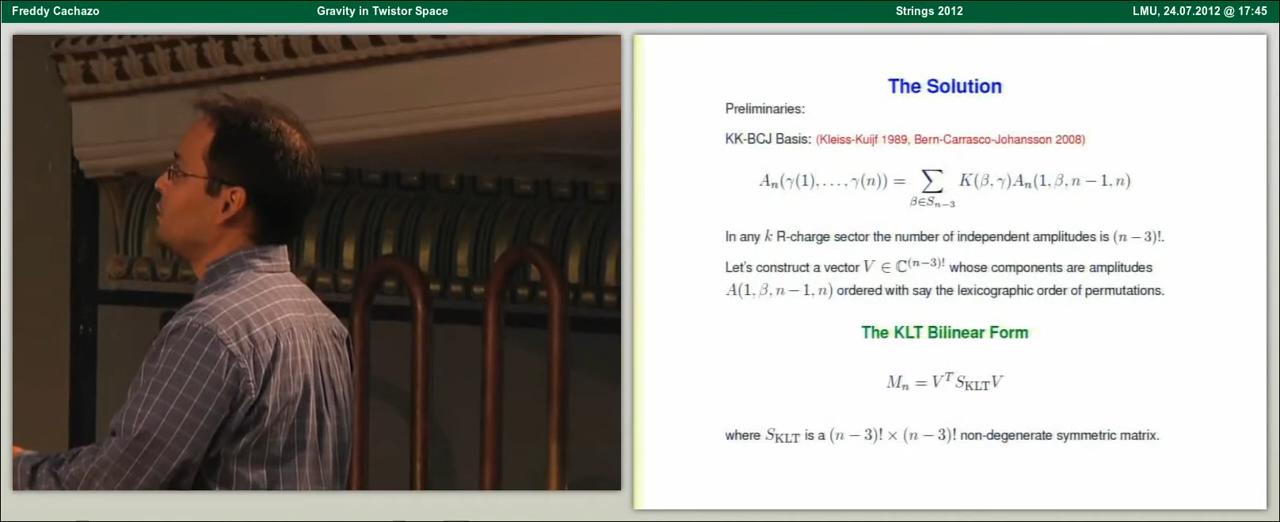 Freddy Cachazo Gravity in Twistor Space Strings 2012 LMU, 24.07.2012 @ 17:45
The Solution
Preliminaries:
KK-BCJ Basis: (Kleiss-Kuijf 1989, Bern-Carrasco-Johansson 2008)
A_n(γ(1), . . . , γ(n)) = ∑_{β∈S_{n−3}} K(β, γ)A_n(1, β, n − 1, n)
In any k R-charge sector the number of independent amplitudes is (n − 3)!.
Let's construct a vector V ∈ ℂ^{(n−3)!} whose components are amplitudes
A(1, β, n − 1, n) ordered with say the lexicographic order of permutations.
The KLT Bilinear Form
M_n = V^T S_KLT V
where S_KLT is a (n − 3)! × (n − 3)! non-degenerate symmetric matrix.